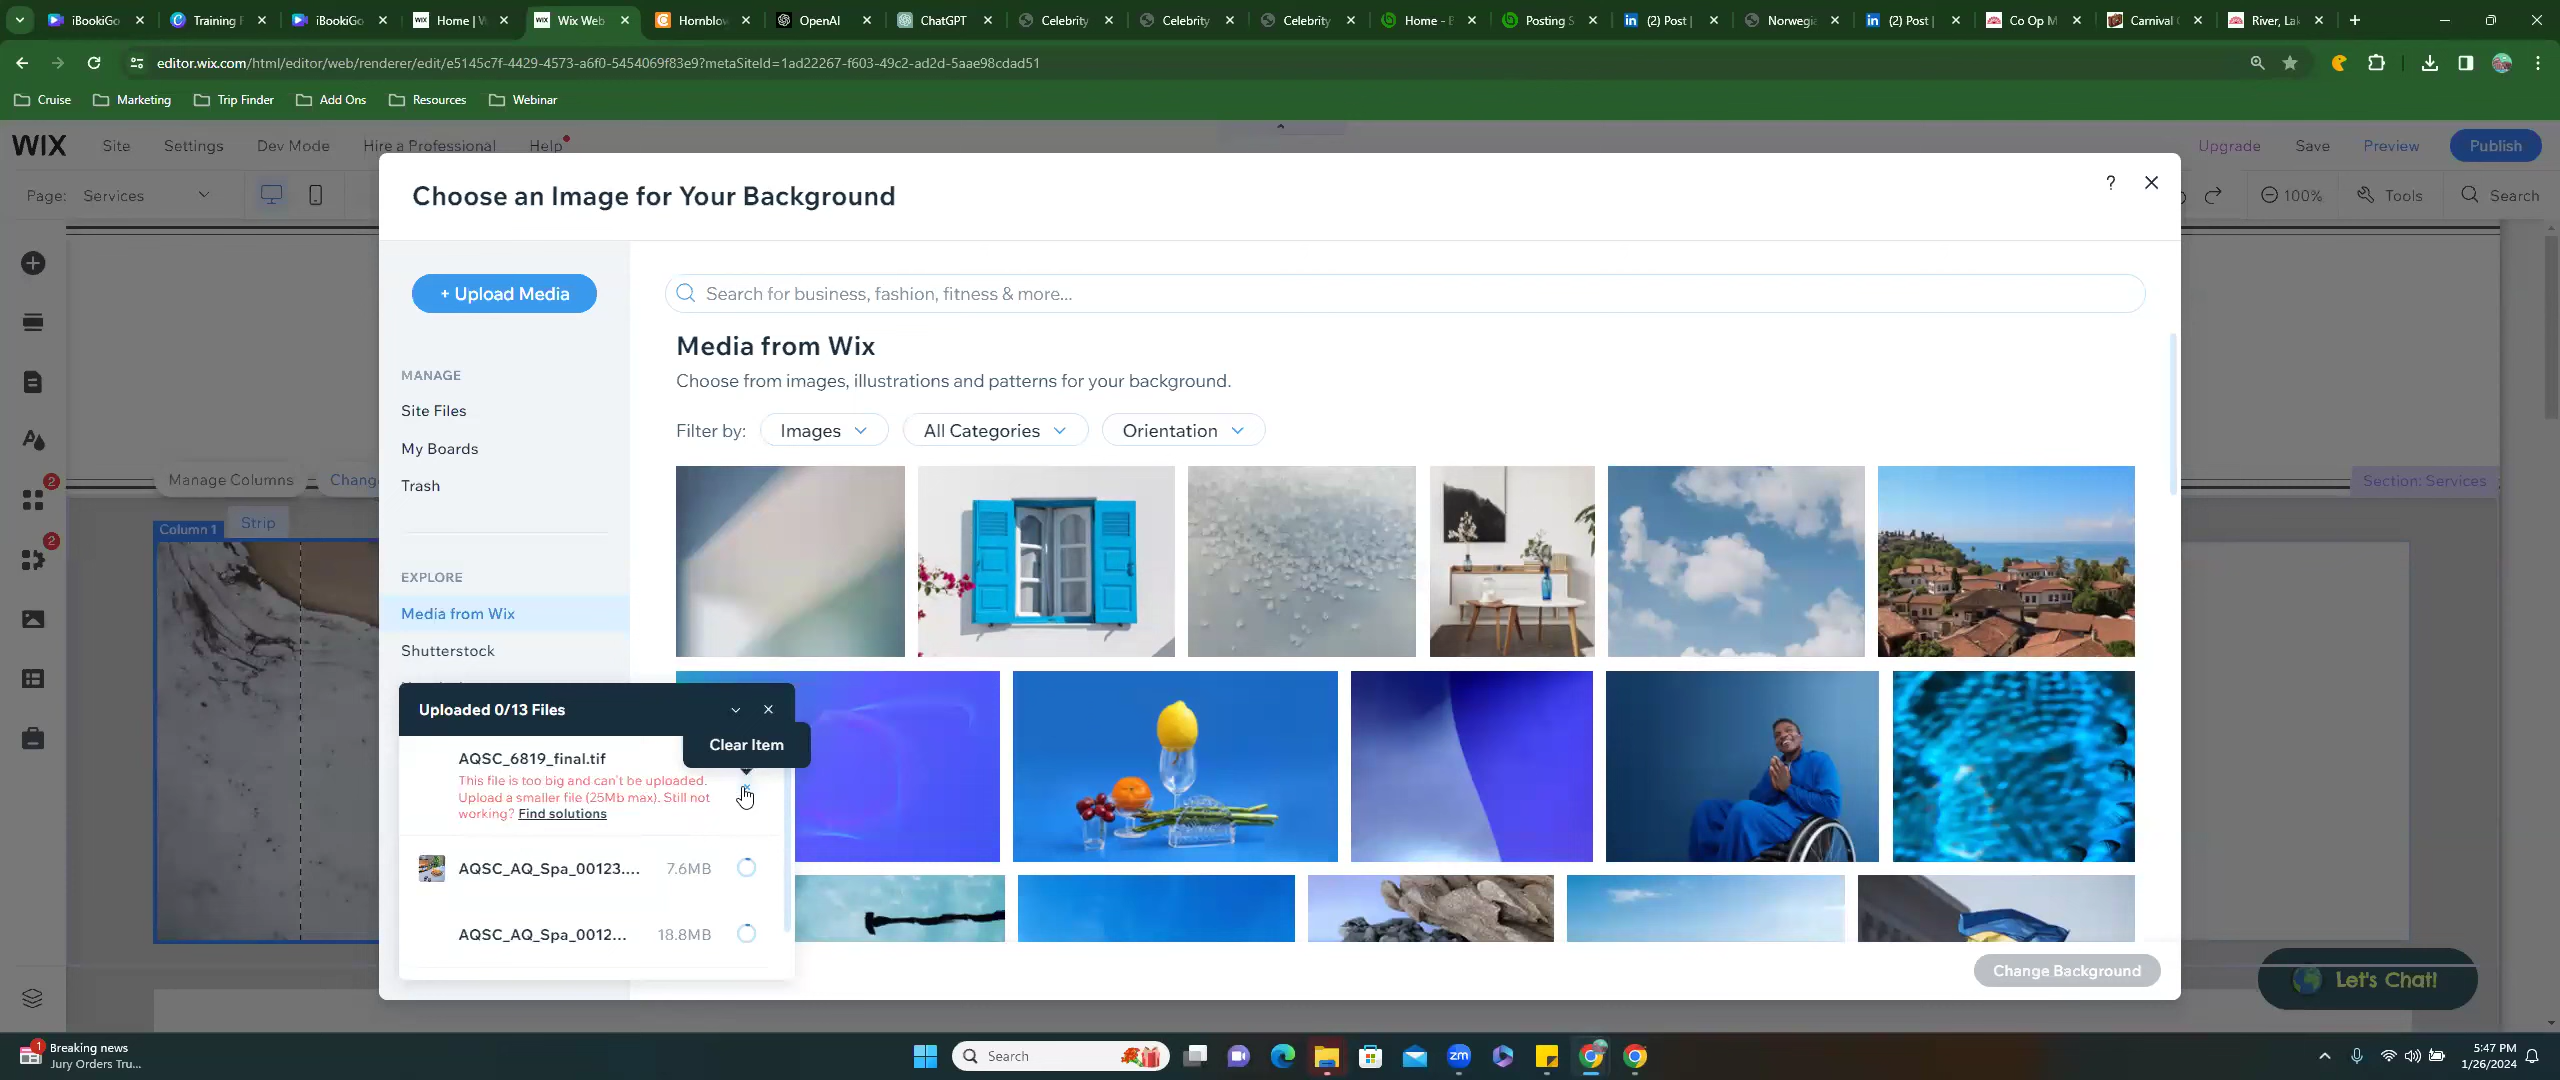 iBookiGo
Training F
iBookiGo
Home | W
Wix Web
Hornblow
OpenAI
ChatGPT
Celebrity
Celebrity
Celebrity
Home - B
Posting S
(2) Post |
Norwegia
(2) Post |
Co Op M
Carnival C
River, Lak
editor.wix.com/html/editor/web/renderer/edit/e5145c7f-4429-4573-a6f0-5454069f83e9?metaSiteId=1ad22267-f603-49c2-ad2d-5aae98cdad51
Cruise Marketing Trip Finder Add Ons Resources Webinar
WIX Site Settings Dev Mode Hire a Professional Help Upgrade Save Preview Publish
Page: Services 100% Tools Search
Choose an Image for Your Background ?
+ Upload Media
Search for business, fashion, fitness & more...
MANAGE
Site Files
My Boards
Trash
EXPLORE
Media from Wix
Shutterstock
Media from Wix
Choose from images, illustrations and patterns for your background.
Filter by: Images All Categories Orientation
Manage Columns Chang
Section: Services
Column 1 Strip
2
2
Uploaded 0/13 Files
Clear Item
AQSC_6819_final.tif
This file is too big and can't be uploaded.
Upload a smaller file (25Mb max). Still not
working? Find solutions
AQSC_AQ_Spa_00123.... 7.6MB
AQSC_AQ_Spa_0012... 18.8MB
Change Background
Let's Chat!
1
Breaking news
Jury Orders Tru...
Search
zm
5:47 PM
1/26/2024